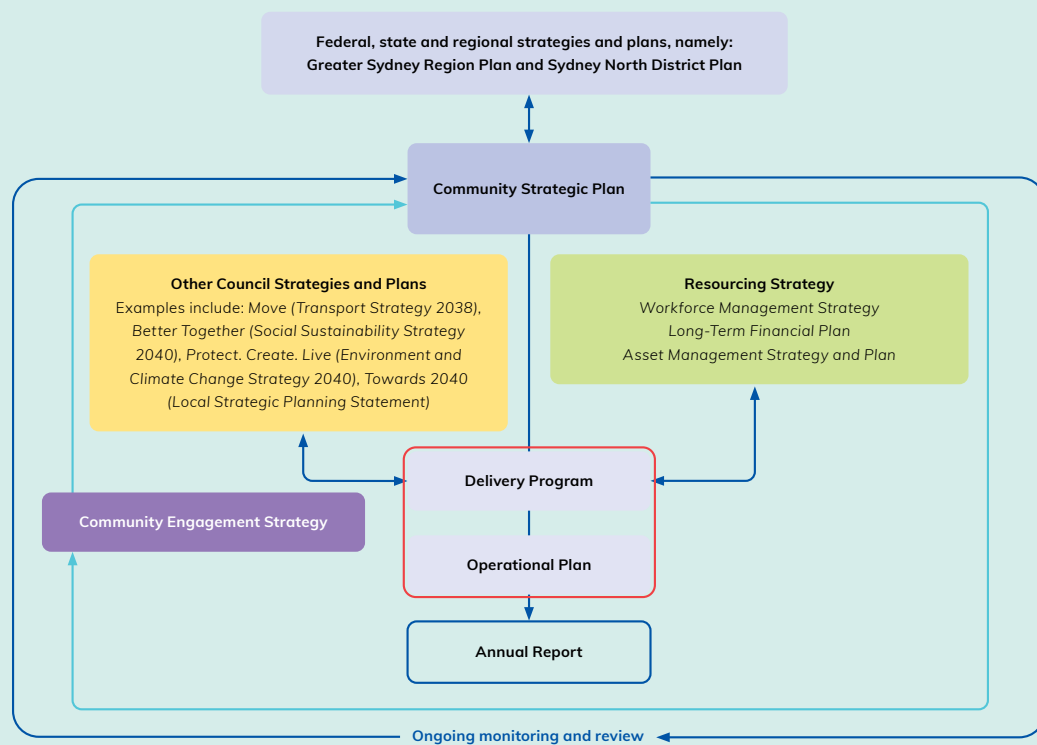 Federal, state and regional strategies and plans, namely:
Greater Sydney Region Plan and Sydney North District Plan
Community Strategic Plan
Other Council Strategies and Plans
Examples include: Move (Transport Strategy 2038),
Better Together (Social Sustainability Strategy
2040), Protect. Create. Live (Environment and
Climate Change Strategy 2040), Towards 2040
(Local Strategic Planning Statement)
Resourcing Strategy
Workforce Management Strategy
Long-Term Financial Plan
Asset Management Strategy and Plan
Delivery Program
Community Engagement Strategy
Operational Plan
Annual Report
Ongoing monitoring and review